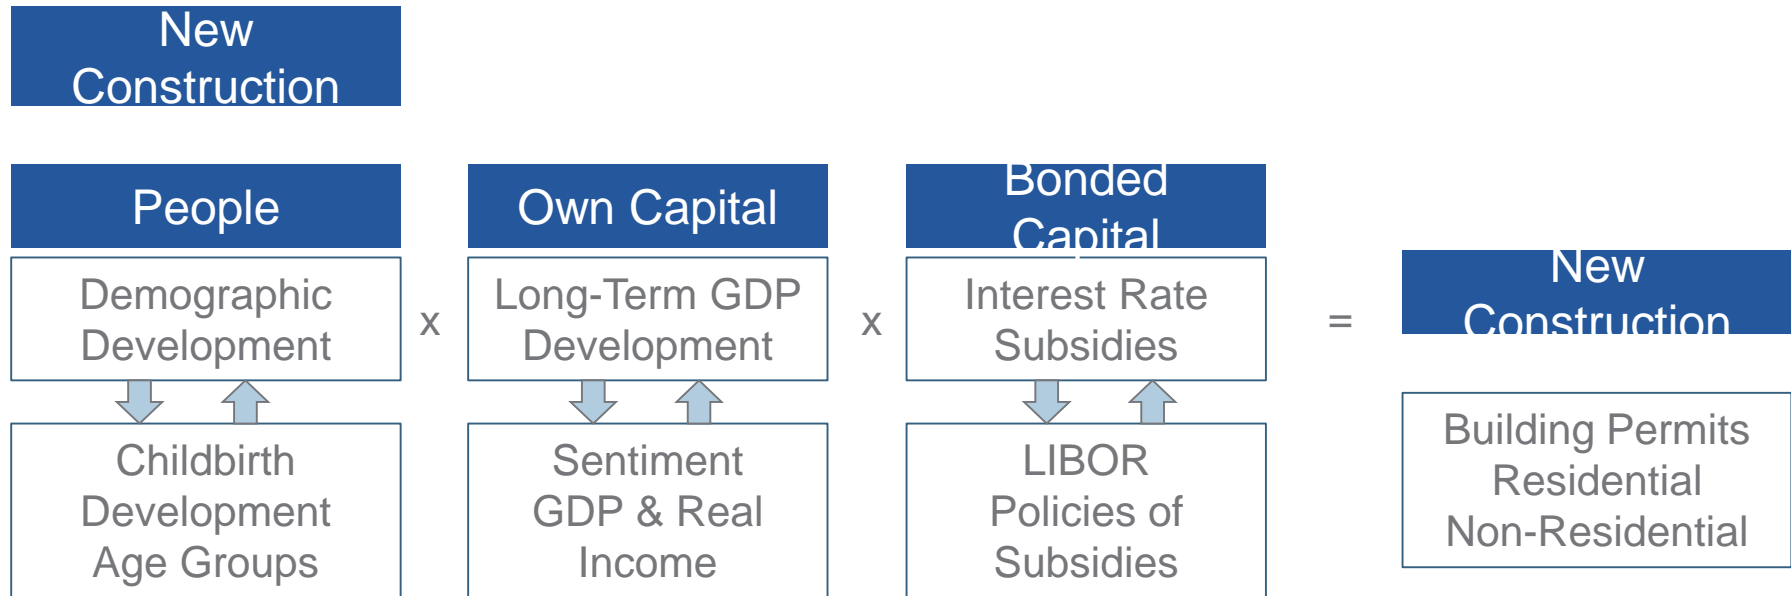 New
Construction
People
Demographic
Development
Childbirth
Development
Age Groups
x
Own Capital
Long-Term GDP
Development
Sentiment
GDP & Real
Income
x
Bonded
Capital
Interest Rate
Subsidies
LIBOR
Policies of
Subsidies
=
New
Construction
Building Permits
Residential
Non-Residential